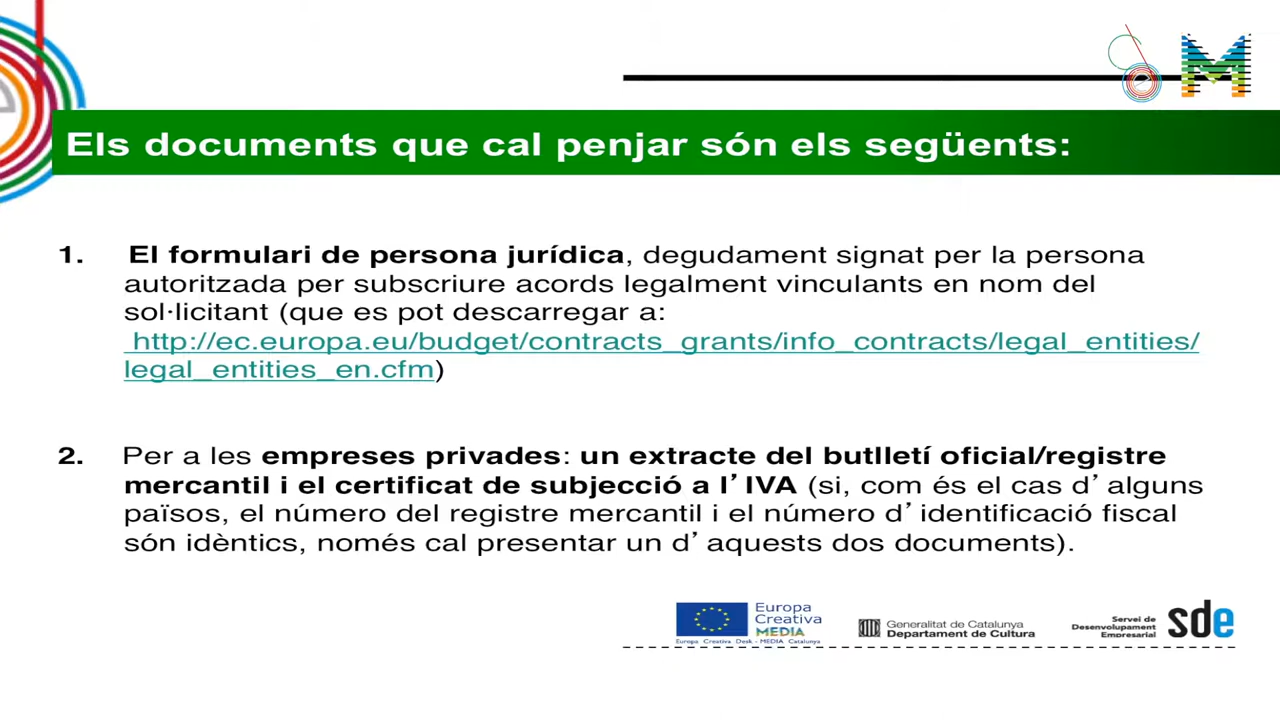 Els documents que cal penjar són els següents:
1. El formulari de persona jurídica, degudament signat per la persona
autoritzada per subscriure acords legalment vinculants en nom del
sol·licitant (que es pot descarregar a:
http://ec.europa.eu/budget/contracts_grants/info_contracts/legal_entities/
legal_entities_en.cfm)
2. Per a les empreses privades: un extracte del butlletí oficial/registre
mercantil i el certificat de subjecció a l’IVA (si, com és el cas d’alguns
països, el número del registre mercantil i el número d’identificació fiscal
són idèntics, només cal presentar un d’aquests dos documents).
Europa
Creativa
MEDIA
Europa Creativa Desk - MEDIA Catalunya
Generalitat de Catalunya
Departament de Cultura
Servei de
Desenvolupament
Empresarial
sde
M